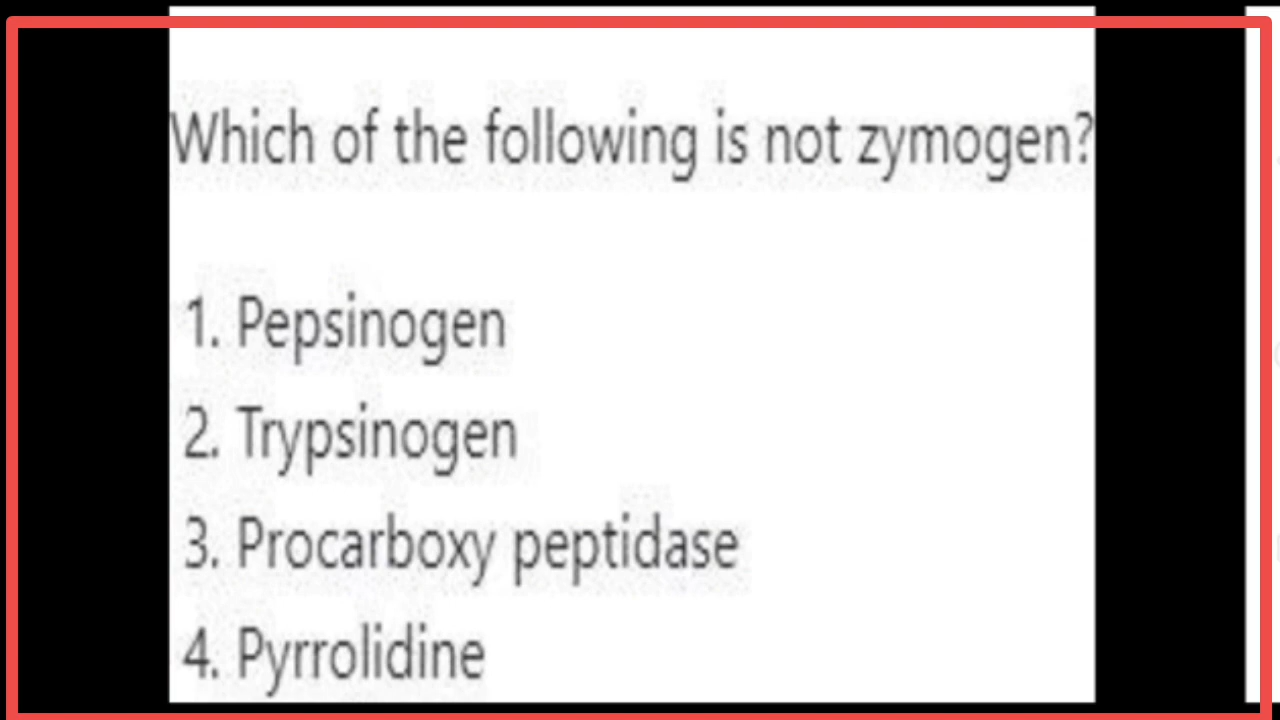 Which of the following is not zymogen?
1. Pepsinogen
2. Trypsinogen
3. Procarboxy peptidase
4. Pyrrolidine